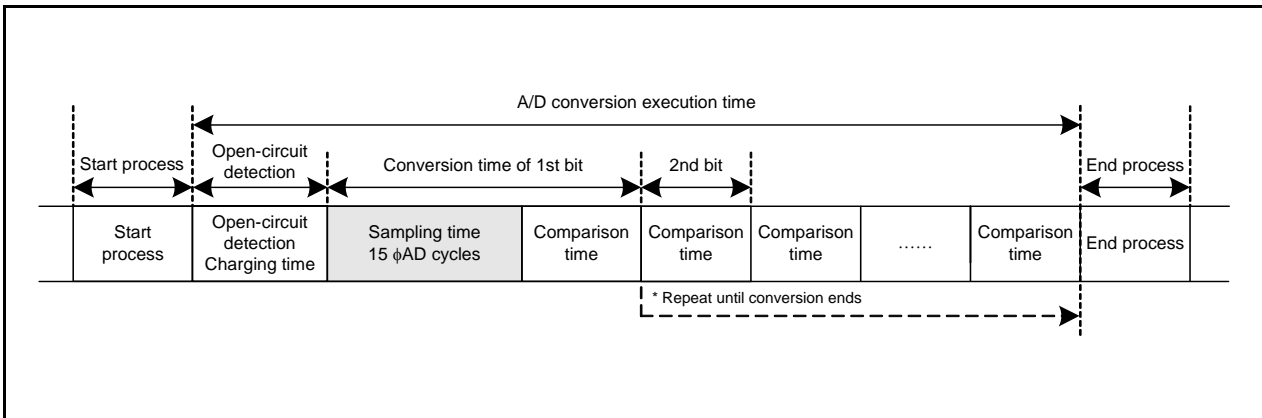 A/D conversion execution time
Start process
Open-circuit
detection
Conversion time of 1st bit
2nd bit
End process
Start
process
Open-circuit
detection
Charging time
Sampling time
15 ϕAD cycles
Comparison
time
Comparison
time
Comparison
time
......
Comparison
time
End process
* Repeat until conversion ends